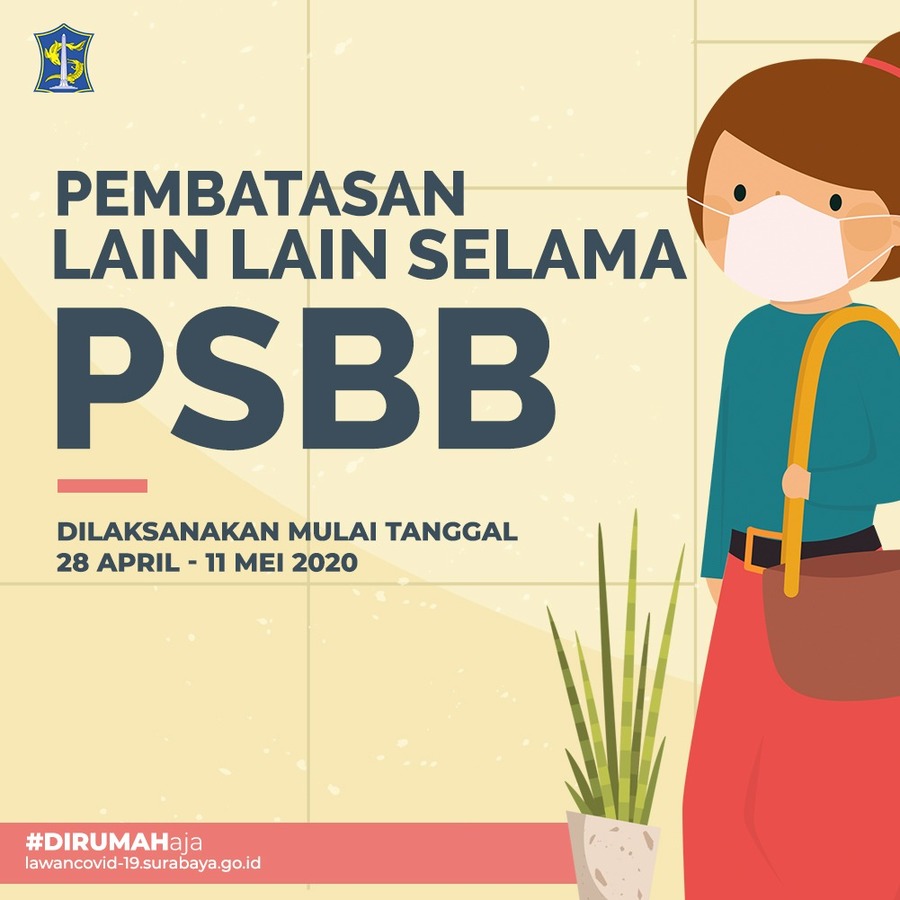 PEMBATASAN
LAIN LAIN SELAMA
PSBB
DILAKSANAKAN MULAI TANGGAL
28 APRIL - 11 MEI 2020
#DIRUMAHaja
lawancovid-19.surabaya.go.id